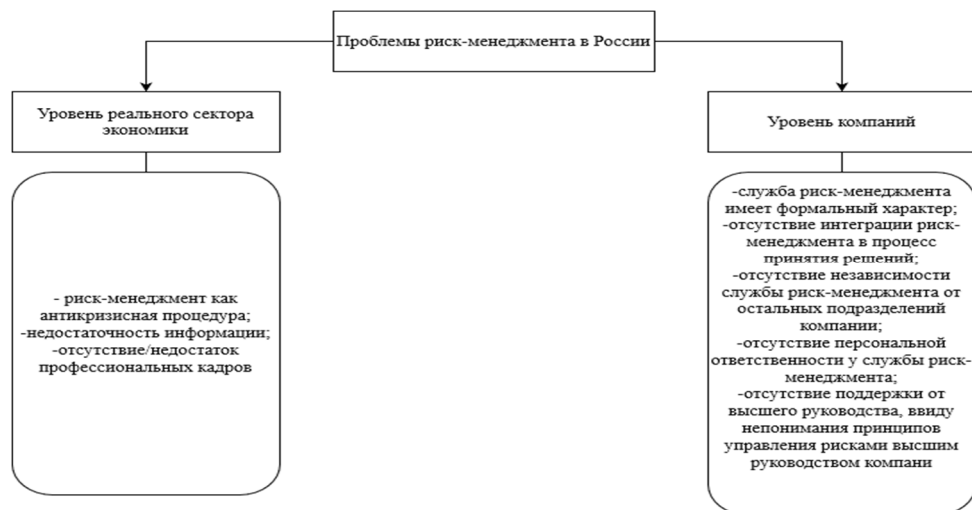 Проблемы риск-менеджмента в России
Уровень реального сектора
экономики
- риск-менеджмент как
антикризисная процедура;
-недостаточность информации;
-отсутствие/недостаток
профессиональных кадров
Уровень компаний
-служба риск-менеджмента
имеет формальный характер;
-отсутствие интеграции риск-
менеджмента в процесс
принятия решений;
-отсутствие независимости
службы риск-менеджмента от
остальных подразделений
компании;
-отсутствие персональной
ответственности у службы риск-
менеджмента;
-отсутствие поддержки от
высшего руководства, ввиду
непонимания принципов
управления рисками высшим
руководством компани